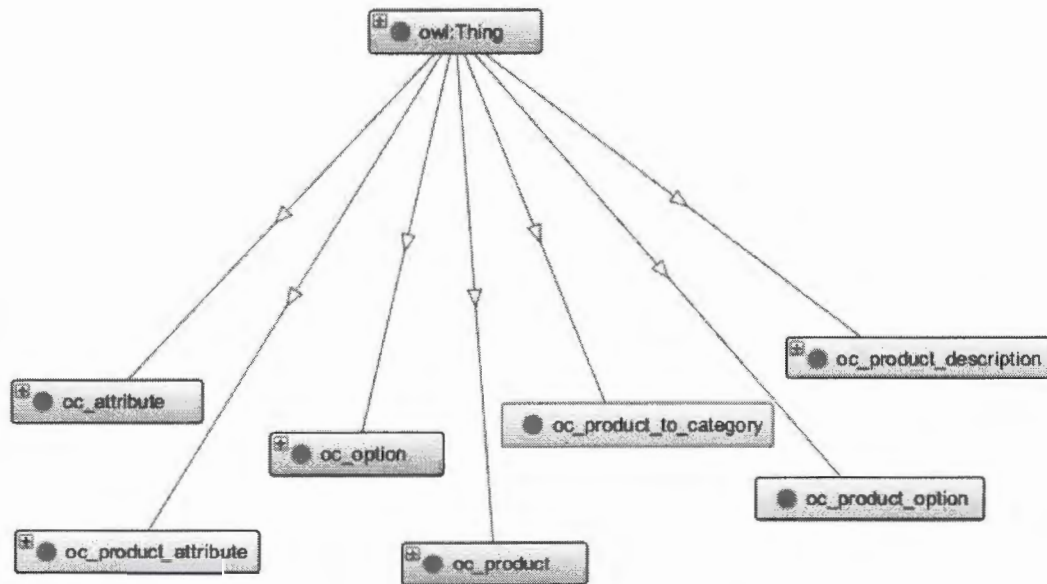 owl:Thing
oc_product_description
oc_attribute
oc_product_to_category
oc_option
oc_product_option
oc_product_attribute
oc_product